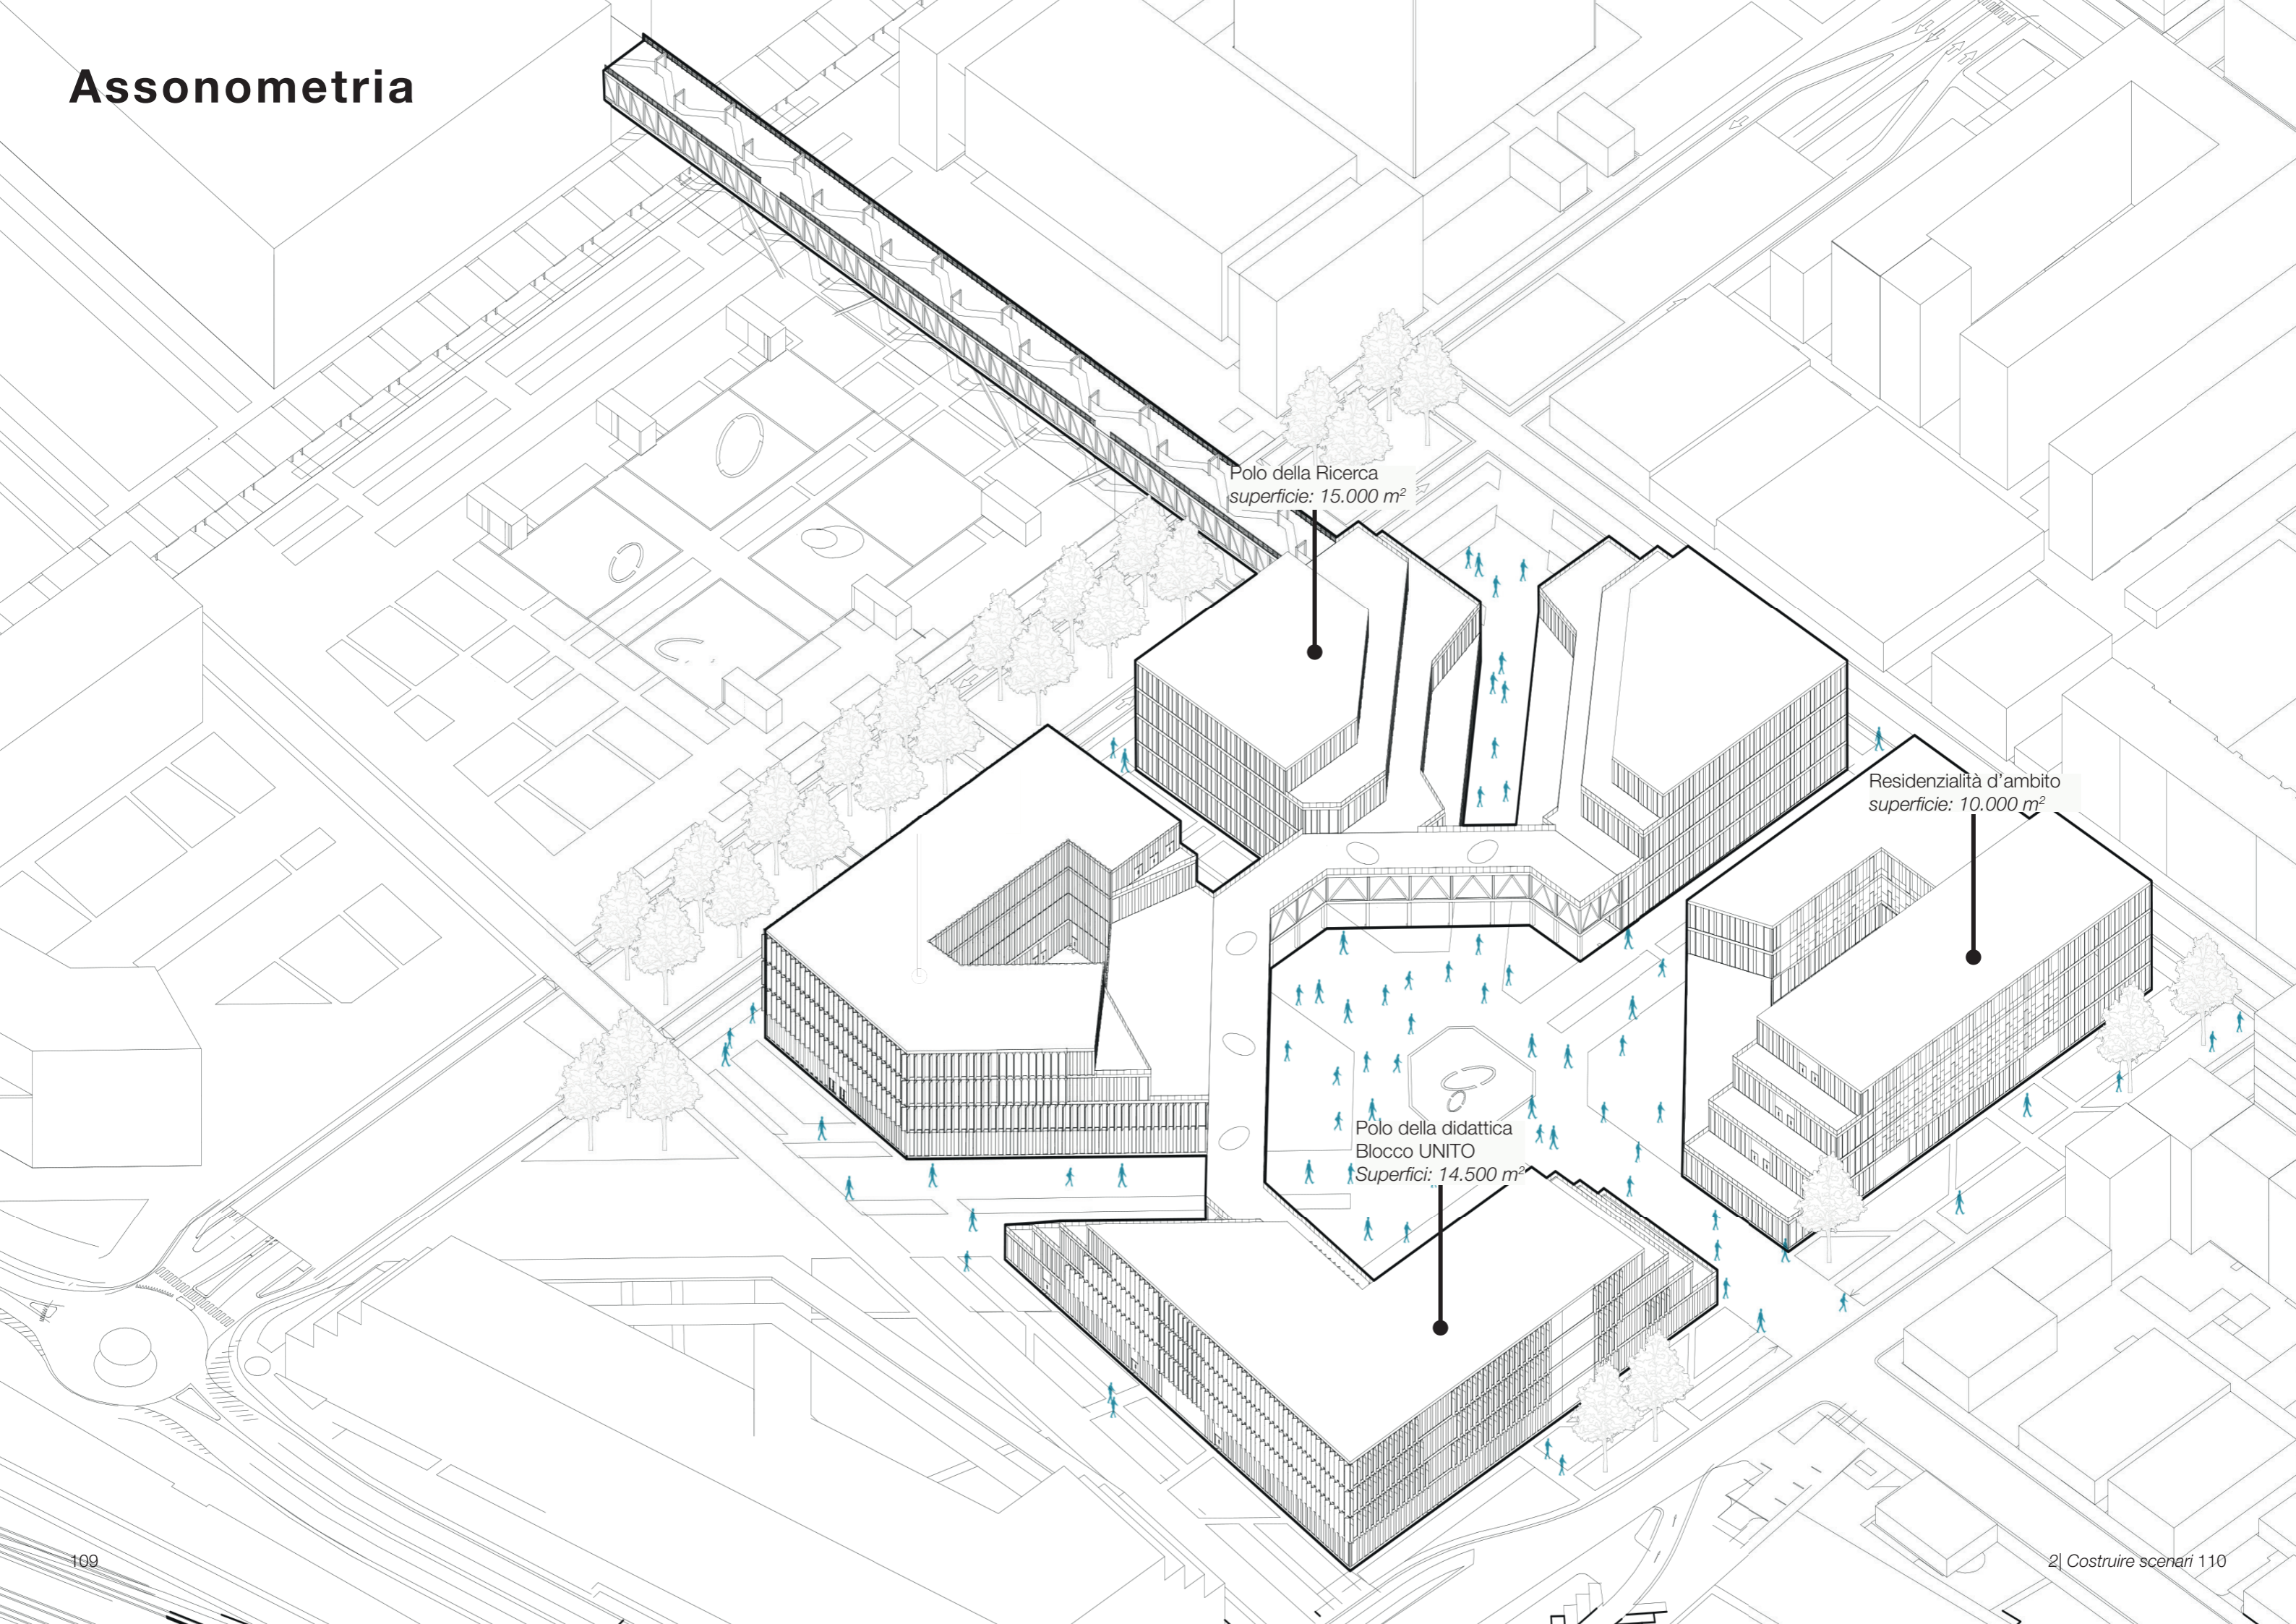 Assonometria
Polo della Ricerca
superficie: 15.000 m²
Residenzialità d'ambito
superficie: 10.000 m²
Polo della didattica
Blocco UNITO
Superfici: 14.500 m²
109
2| Costruire scenari 110